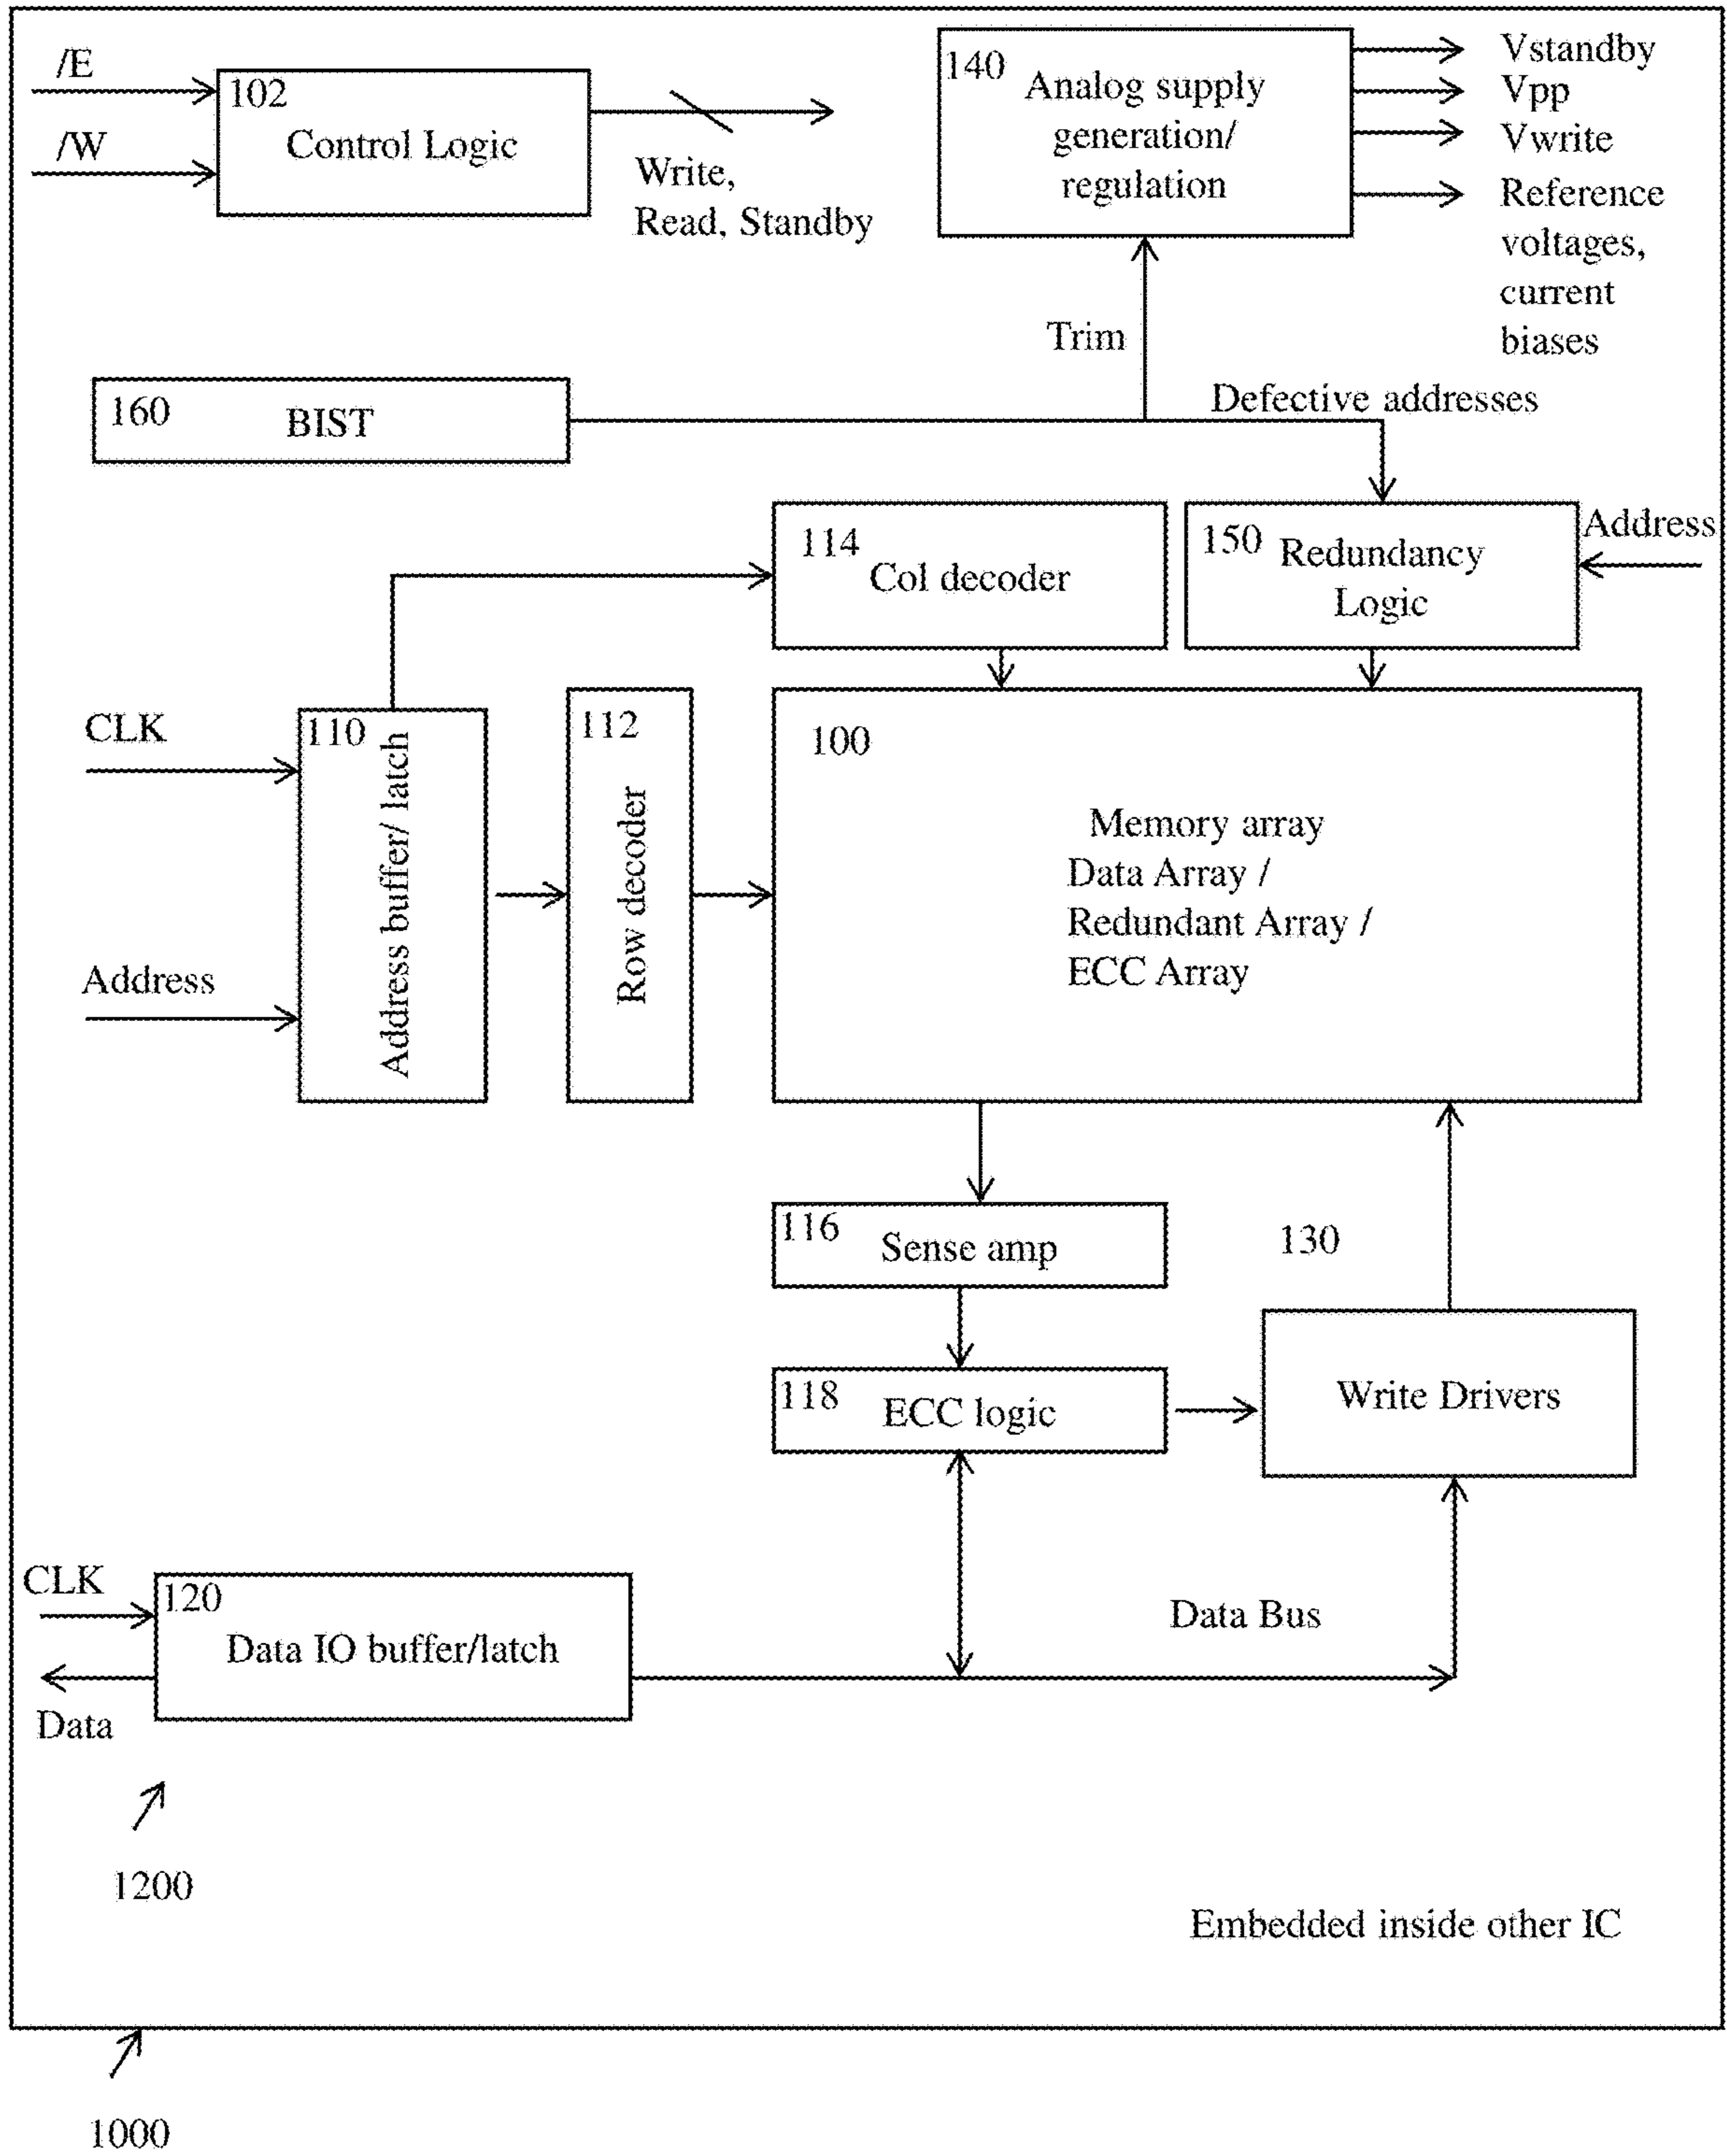 /E
102
/W
Control Logic
Write,
Read, Standby
140
Analog supply
generation/
regulation
Vstandby
Vpp
Vwrite
Reference
voltages,
current
biases
Trim
Defective addresses
160
BIST
114
Col decoder
150
Redundancy
Logic
Address
CLK
110
Address buffer/ latch
Address
112
Row decoder
100
Memory array
Data Array /
Redundant Array /
ECC Array
116
Sense amp
130
118
ECC logic
Write Drivers
CLK
120
Data IO buffer/latch
Data
Data Bus
1200
Embedded inside other IC
1000